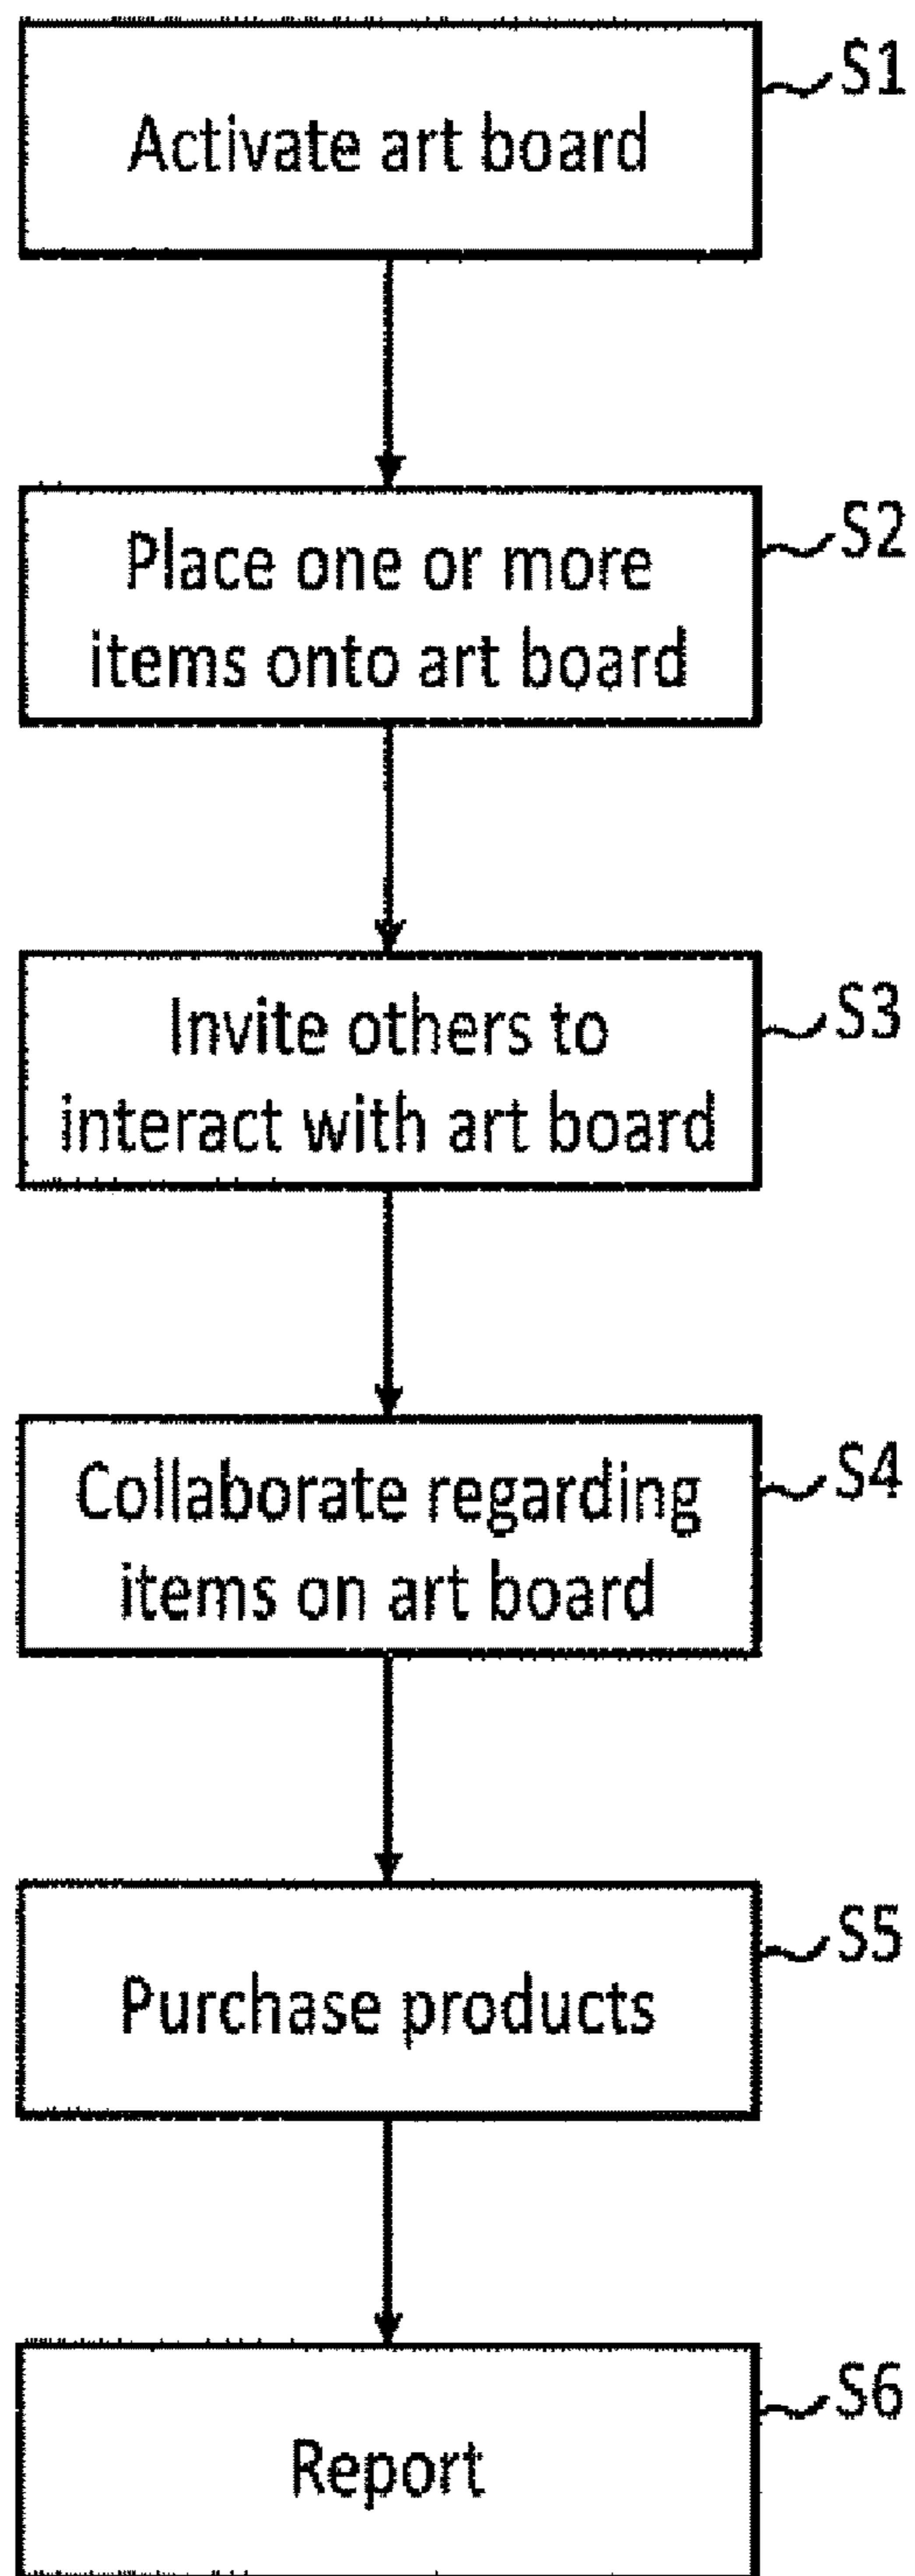 Activate art board
S1
Place one or more
items onto art board
S2
Invite others to
interact with art board
S3
Collaborate regarding
items on art board
S4
Purchase products
S5
Report
S6